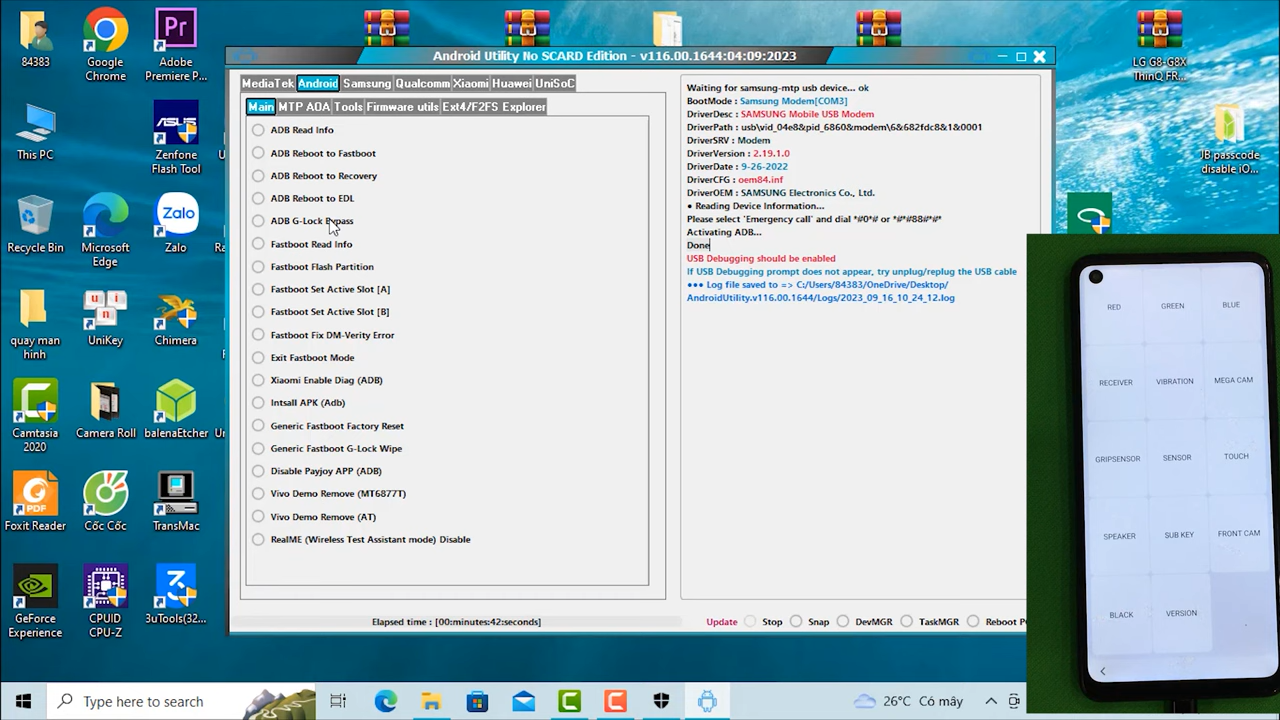 84383
Google
Chrome
Adobe
Premiere P...
LG G8-G8X
ThinQ FR...
This PC
Zenfone
Flash Tool
JB passcode
disable iO...
Recycle Bin
Microsoft
Edge
Zalo
quay man
hinh
UniKey
Chimera
Camtasia
2020
Camera Roll
balenaEtcher
Foxit Reader
Cốc Cốc
TransMac
GeForce
Experience
CPUID
CPU-Z
3uTools(32...
Android Utility No SCARD Edition - v116.00.1644:04:09:2023
MediaTek Android Samsung Qualcomm Xiaomi Huawei UniSoC
Main MTP AOA Tools Firmware utils Ext4/F2FS Explorer
ADB Read Info
ADB Reboot to Fastboot
ADB Reboot to Recovery
ADB Reboot to EDL
ADB G-Lock Bypass
Fastboot Read Info
Fastboot Flash Partition
Fastboot Set Active Slot [A]
Fastboot Set Active Slot [B]
Fastboot Fix DM-Verity Error
Exit Fastboot Mode
Xiaomi Enable Diag (ADB)
Intsall APK (Adb)
Generic Fastboot Factory Reset
Generic Fastboot G-Lock Wipe
Disable Payjoy APP (ADB)
Vivo Demo Remove (MT6877T)
Vivo Demo Remove (AT)
RealME (Wireless Test Assistant mode) Disable
Waiting for samsung-mtp usb device... ok
BootMode : Samsung Modem[COM3]
DriverDesc : SAMSUNG Mobile USB Modem
DriverPath : usb\vid_04e8&pid_6860&modem\6&682fdc8&1&0001
DriverSRV : Modem
DriverVersion : 2.19.1.0
DriverDate : 9-26-2022
DriverCFG : oem84.inf
DriverOEM : SAMSUNG Electronics Co., Ltd.
● Reading Device Information...
Please select 'Emergency call' and dial *#0*# or *#*#88#*#*
Activating ADB...
Done
USB Debugging should be enabled
If USB Debugging prompt does not appear, try unplug/replug the USB cable
●●● Log file saved to => C:/Users/84383/OneDrive/Desktop/
AndroidUtility.v116.00.1644/Logs/2023_09_16_10_24_12.log
Elapsed time : [00:minutes:42:seconds]
Update Stop Snap DevMGR TaskMGR Reboot
RED GREEN BLUE
RECEIVER VIBRATION MEGA CAM
GRIPSENSOR SENSOR TOUCH
SPEAKER SUB KEY FRONT CAM
BLACK VERSION
Type here to search
26°C Có mây